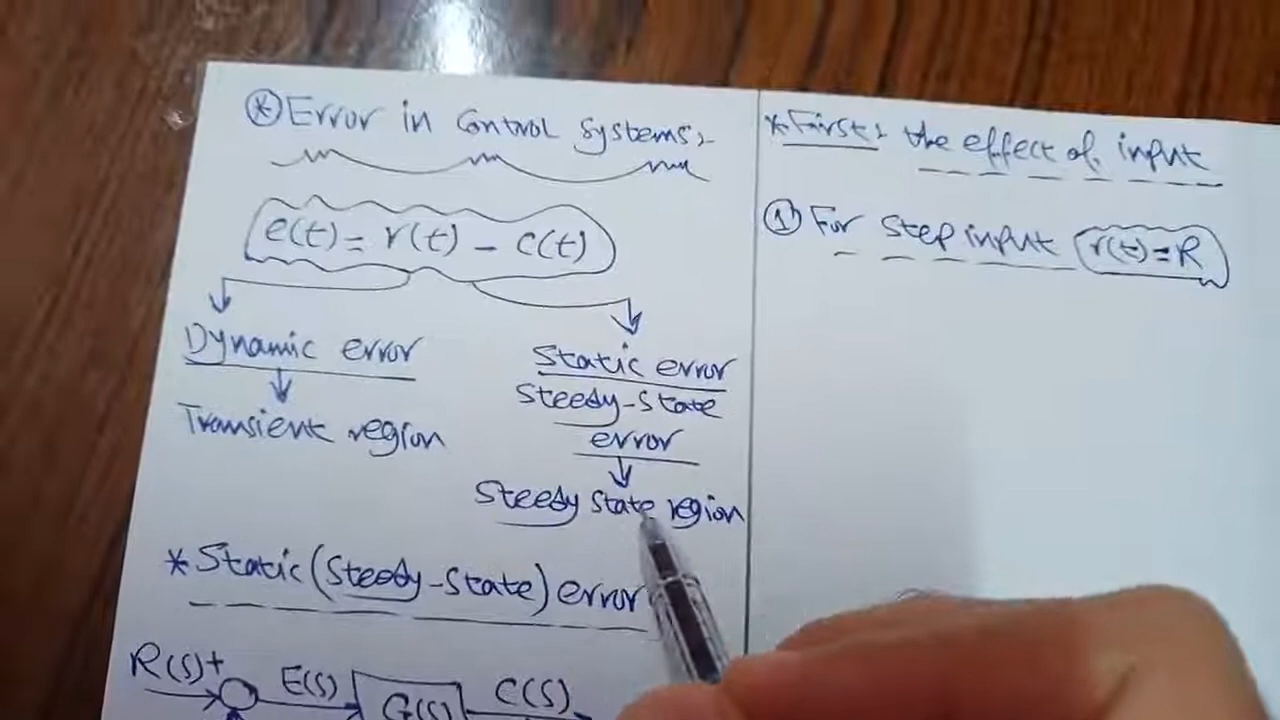 * Error in Control Systems:-
e(t) = r(t) - c(t)
Dynamic error
Transient region
Static error
Steedy-State
error
Steedy state region
* Static (Steedy-State) error
R(S) + E(S) G(S) C(S)
* First: the effect of input
① For step input r(t) = R